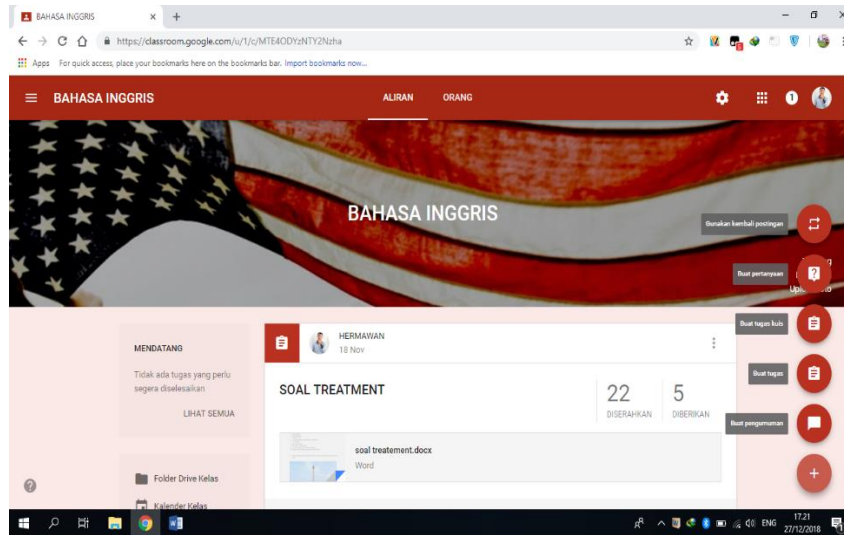 BAHASA INGGRIS
https://classroom.google.com/u/1/c/MTE4ODYzNTY2Nzha
Apps For quick access, place your bookmarks here on the bookmarks bar. Import bookmarks now...
BAHASA INGGRIS ALIRAN ORANG 1
BAHASA INGGRIS
Gunakan kembali postingan
Buat pertanyaan
Buat tugas kuis
Buat tugas
Buat pengumuman
MENDATANG
Tidak ada tugas yang perlu
segera diselesaikan
LIHAT SEMUA
HERMAWAN
18 Nov
SOAL TREATMENT
22 5
DISERAHKAN DIBERIKAN
soal treatement.docx
Word
Folder Drive Kelas
Kalender Kelas
ENG
17.21
27/12/2018